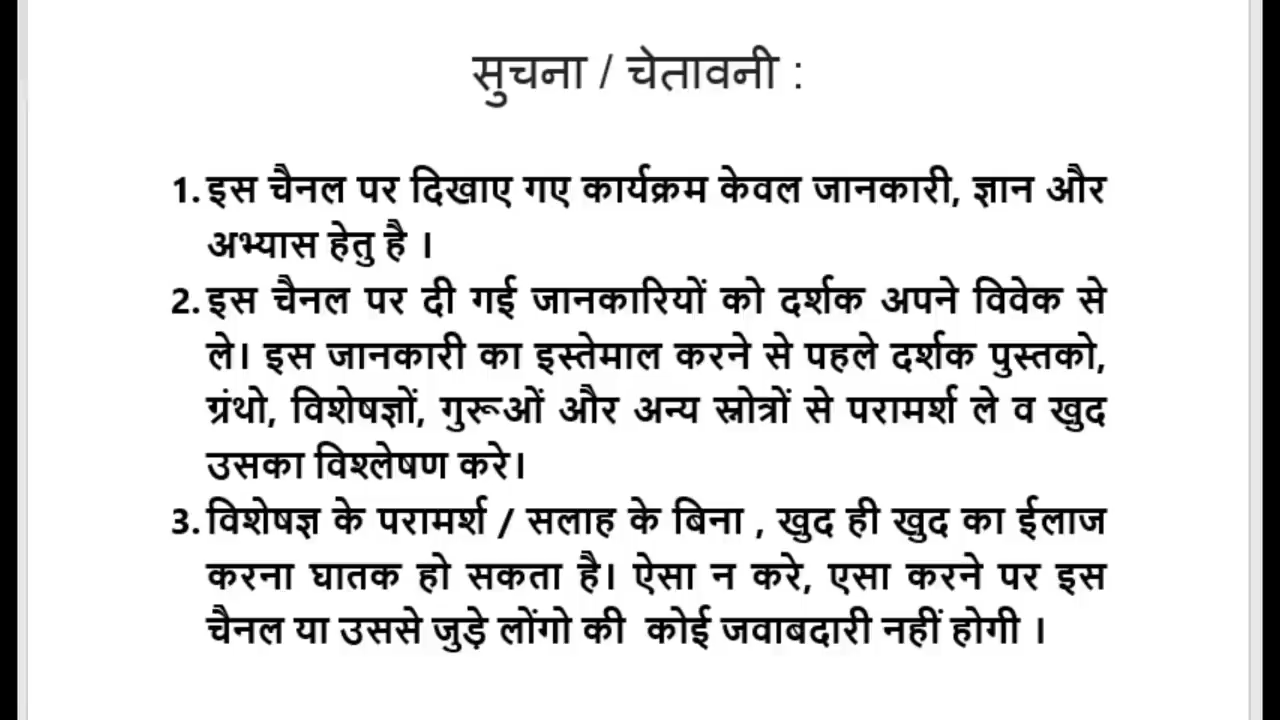 सुचना / चेतावनी :
1. इस चैनल पर दिखाए गए कार्यक्रम केवल जानकारी, ज्ञान और
अभ्यास हेतु है ।
2. इस चैनल पर दी गई जानकारियों को दर्शक अपने विवेक से
ले। इस जानकारी का इस्तेमाल करने से पहले दर्शक पुस्तको,
ग्रंथो, विशेषज्ञों, गुरूओं और अन्य स्रोत्रों से परामर्श ले व खुद
उसका विश्लेषण करे।
3. विशेषज्ञ के परामर्श / सलाह के बिना , खुद ही खुद का ईलाज
करना घातक हो सकता है। ऐसा न करे, एसा करने पर इस
चैनल या उससे जुड़े लोंगो की कोई जवाबदारी नहीं होगी ।